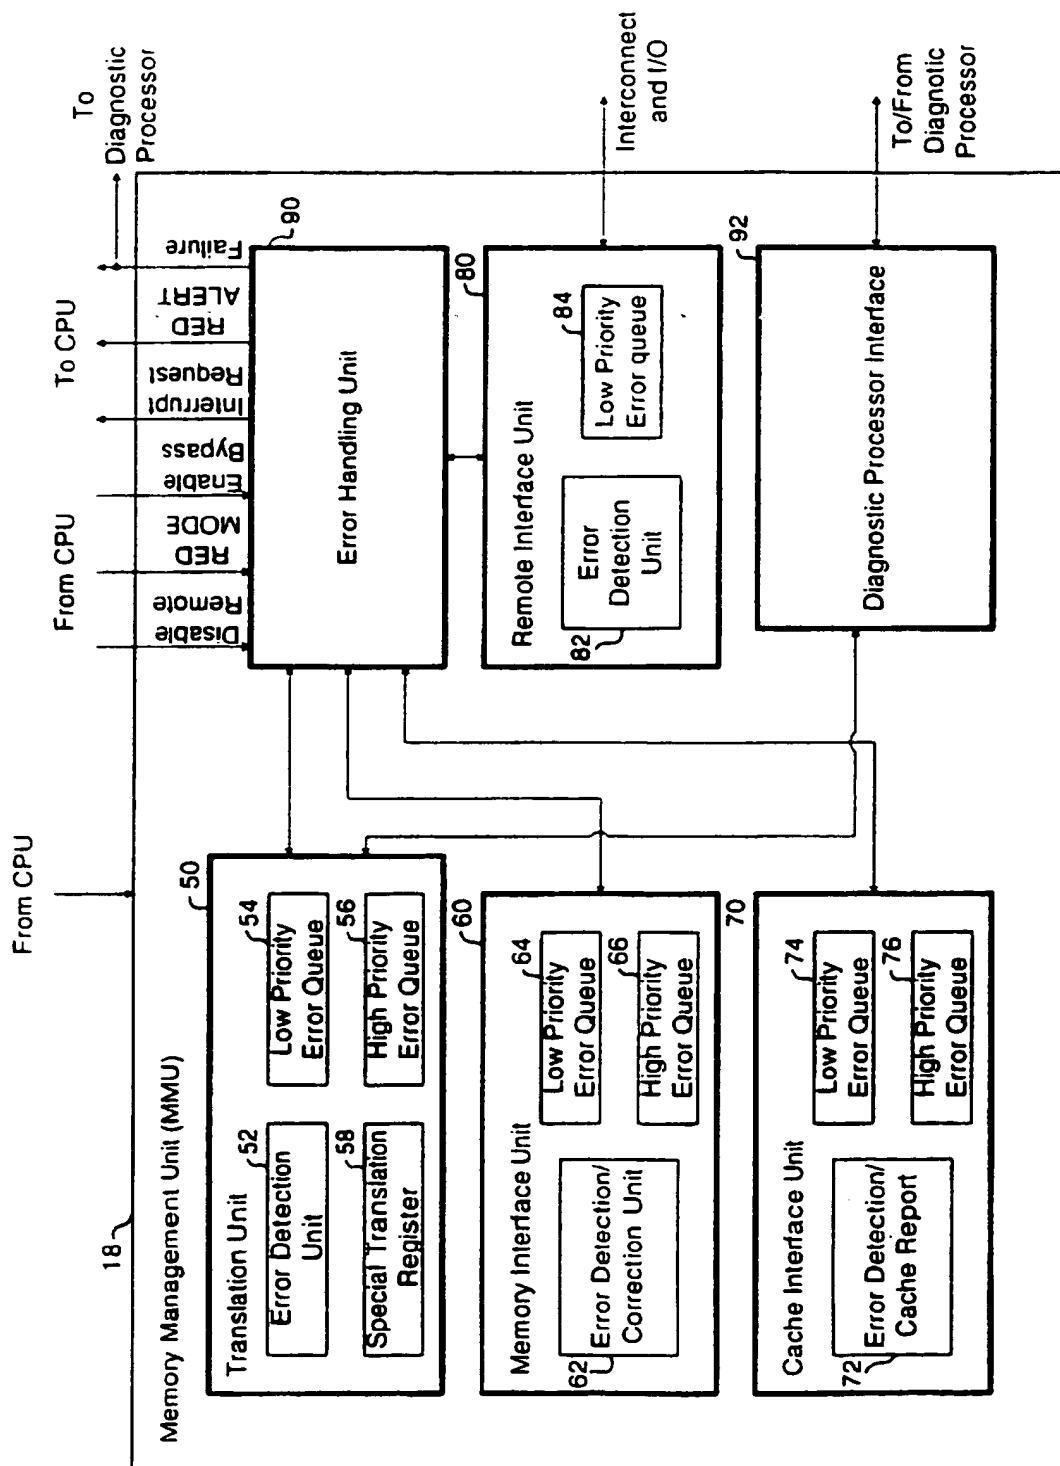 From CPU
From CPU
To CPU
To
Diagnostic
Processor
18
Memory Management Unit (MMU)
Disable
Remote
RED
MODE
Enable
Bypass
Interrupt
Request
RED
ALERT
Failure
Translation Unit
50
52
Error Detection
Unit
54
Low Priority
Error Queue
58
Special Translation
Register
56
High Priority
Error Queue
90
Error Handling Unit
Memory Interface Unit
60
62
Error Detection/
Correction Unit
64
Low Priority
Error Queue
66
High Priority
Error Queue
Remote Interface Unit
80
82
Error
Detection
Unit
84
Low Priority
Error queue
Interconnect
and I/O
Cache Interface Unit
70
72
Error Detection/
Cache Report
74
Low Priority
Error Queue
76
High Priority
Error Queue
92
Diagnostic Processor Interface
To/From
Diagnotic
Processor